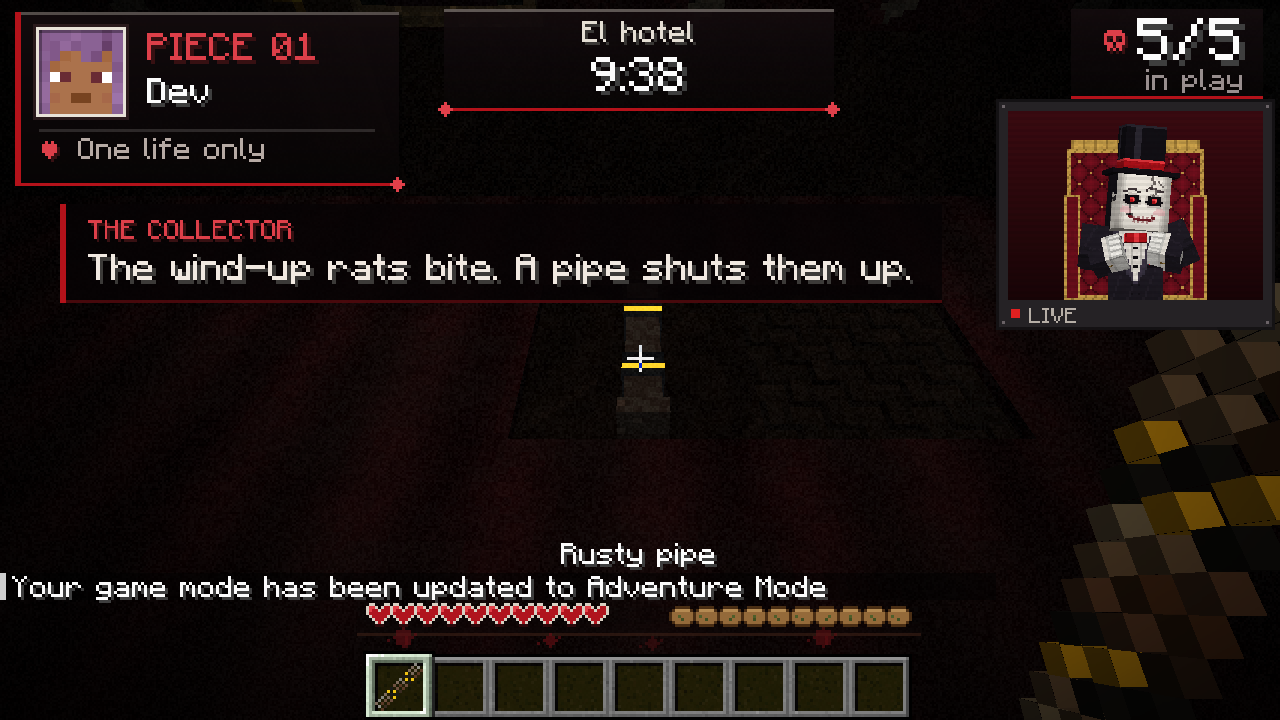 PIECE 01
Dev
One life only
El hotel
9:38
5/5
in play
THE COLLECTOR
The wind-up rats bite. A pipe shuts them up.
LIVE
Rusty pipe
Your game mode has been updated to Adventure Mode